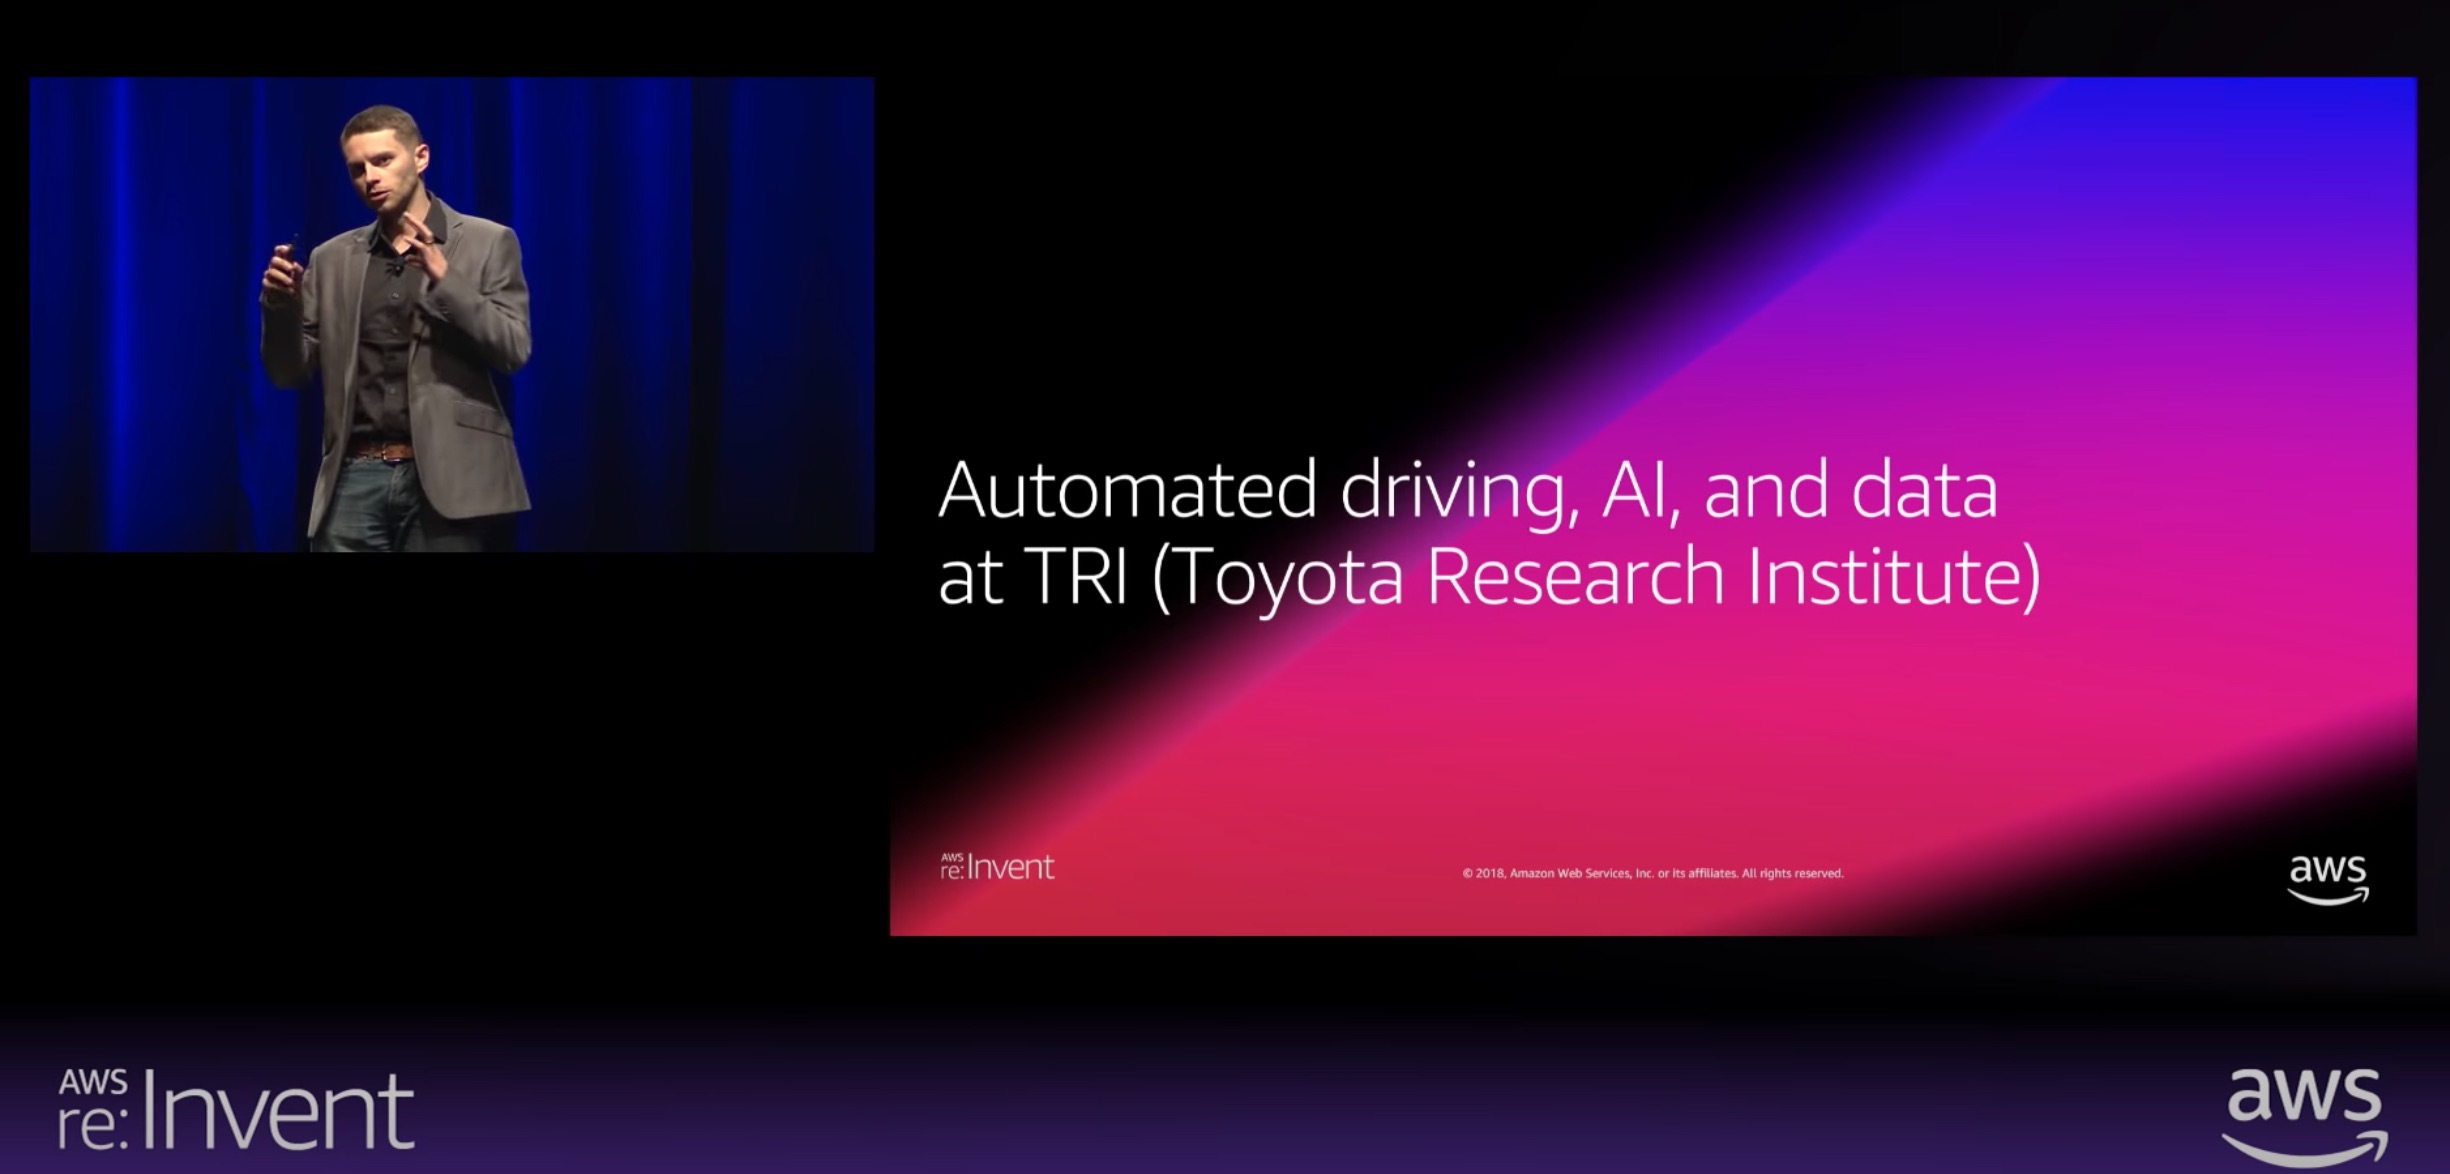 Automated driving, AI, and data
at TRI (Toyota Research Institute)
AWS
re:Invent
© 2018, Amazon Web Services, Inc. or its affiliates. All rights reserved.
aws
AWS
re:Invent
aws